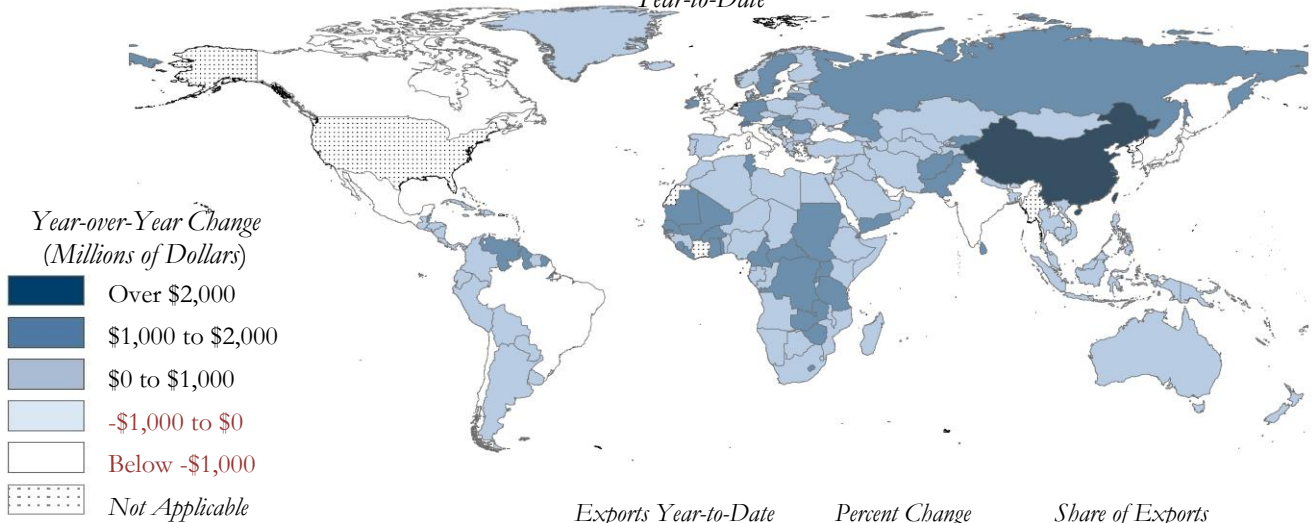 Year-to-Date
Year-over-Year Change
(Millions of Dollars)
Over $2,000
$1,000 to $2,000
$0 to $1,000
-$1,000 to $0
Below -$1,000
Not Applicable
Exports Year-to-Date Percent Change Share of Exports